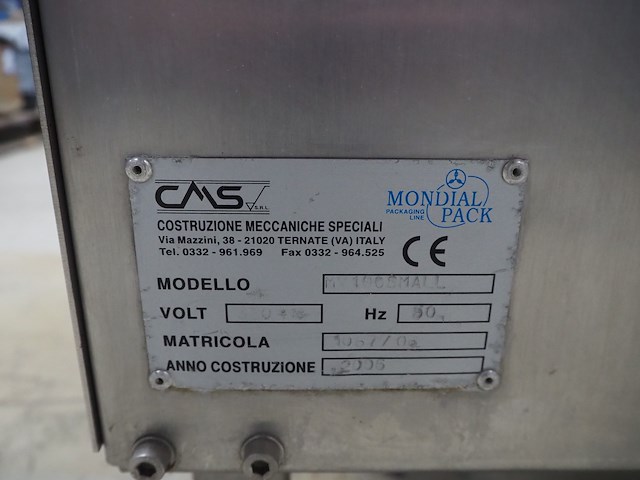 CMS S.R.L.
MONDIAL PACK
PACKAGING LINE
COSTRUZIONE MECCANICHE SPECIALI
Via Mazzini, 38 - 21020 TERNATE (VA) ITALY
Tel. 0332 - 961.969 Fax 0332 - 964.525
CE
MODELLO
VOLT Hz 50
MATRICOLA
ANNO COSTRUZIONE